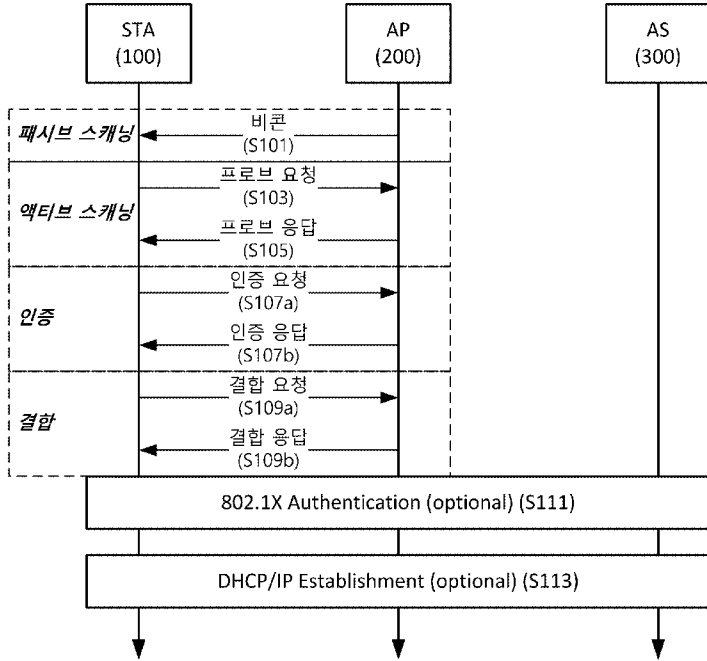 STA
(100)
AP
(200)
AS
(300)
패시브 스캐닝
비콘
(S101)
액티브 스캐닝
프로브 요청
(S103)
프로브 응답
(S105)
인증
인증 요청
(S107a)
인증 응답
(S107b)
결합
결합 요청
(S109a)
결합 응답
(S109b)
802.1X Authentication (optional) (S111)
DHCP/IP Establishment (optional) (S113)